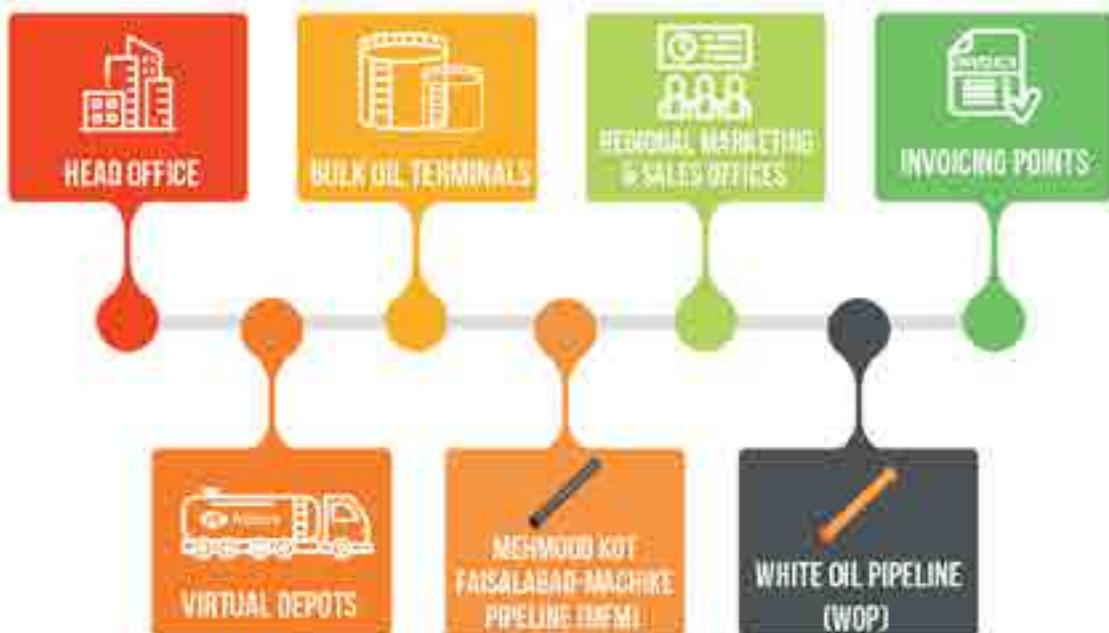 HEAD OFFICE
BULK OIL TERMINALS
REGIONAL MARKETING
& SALES OFFICES
INVOICE
INVOICING POINTS
VIRTUAL DEPOTS
MEHMOOD KOT
FAISALABAD-MACHIKE
PIPELINE (MFM)
WHITE OIL PIPELINE
(WOP)